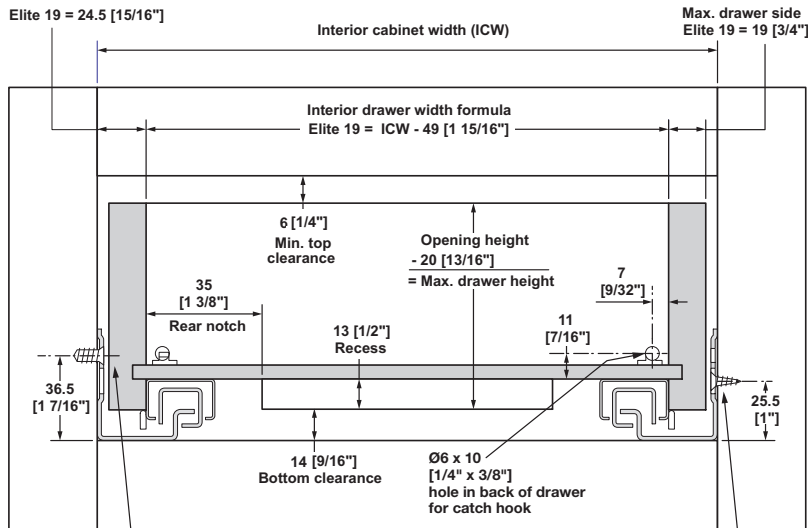 Elite 19 = 24.5 [15/16"]
Interior cabinet width (ICW)
Max. drawer side
Elite 19 = 19 [3/4"]
Interior drawer width formula
Elite 19 = ICW - 49 [1 15/16"]
6 [1/4"]
Min. top
clearance
Opening height
- 20 [13/16"]
= Max. drawer height
7
[9/32"]
35
[1 3/8"]
Rear notch
13 [1/2"]
Recess
11
[7/16"]
36.5
[1 7/16"]
25.5
[1"]
14 [9/16"]
Bottom clearance
Ø6 x 10
[1/4" x 3/8"]
hole in back of drawer
for catch hook